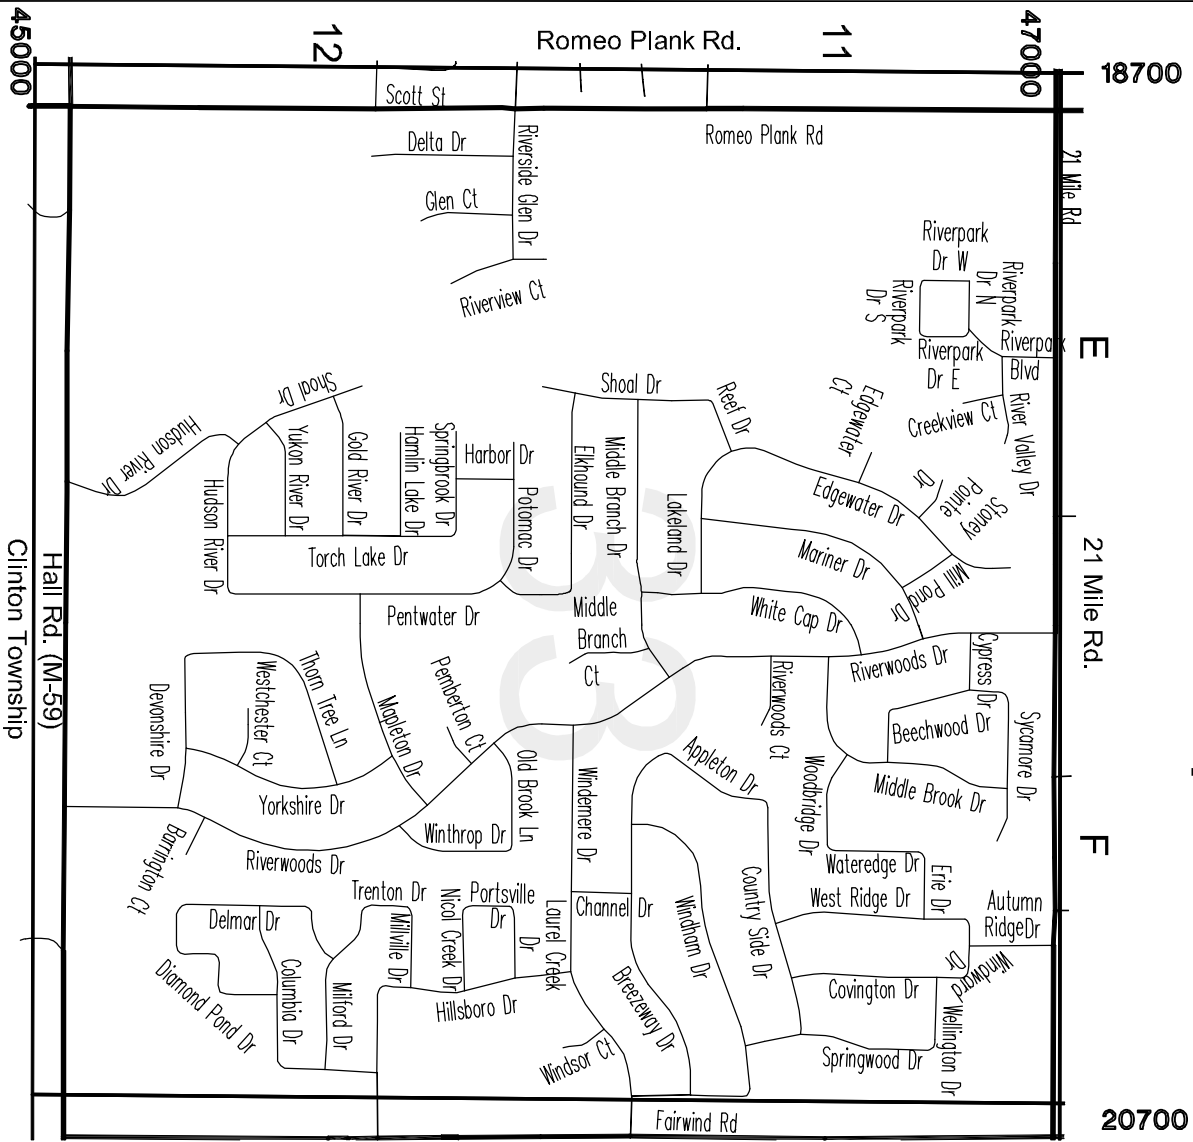 45000
12
Romeo Plank Rd.
11
47000
18700
Scott St
Delta Dr
Riverside Glen Dr
Romeo Plank Rd
21 Mile Rd
Glen Ct
Riverview Ct
Riverpark
Dr W
Riverpark
Dr N
Riverpark
Dr S
Riverpark
Dr E
Riverpa
Blvd
E
Creekview Ct
River Valley Dr
Shoal Dr
Shoal Dr
Reef Dr
Edgewater
Ct
Hudson River Dr
Yukon River Dr
Gold River Dr
Hamlin Lake Dr
Springbrook Dr
Harbor Dr
Potomac Dr
Elkhound Dr
Middle Branch Dr
Lakeland Dr
Edgewater Dr
Stoney
Pointe
Dr
Hudson River Dr
Torch Lake Dr
Mariner Dr
Mill Pond
Dr
33
21 Mile Rd.
Hall Rd. (M-59)
Clinton Township
Pentwater Dr
Middle
Branch
Ct
White Cap Dr
Riverwoods Dr
Cypress Dr
Devonshire Dr
Westchester Ct
Thorn Tree Ln
Mapleton Dr
Pemberton Ct
Riverwoods Ct
Beechwood Dr
Sycamore Dr
Appleton Dr
Woodbridge Dr
Middle Brook Dr
Yorkshire Dr
Old Brook Ln
Windemere Dr
Winthrop Dr
Barrington Ct
Riverwoods Dr
Wateredge Dr
F
Trenton Dr
Portsville
Dr
West Ridge Dr
Erie Dr
Autumn
RidgeDr
Delmar Dr
Millville Dr
Nicol Creek Dr
Laurel Creek
Dr
Channel Dr
Windham Dr
Country Side Dr
Diamond Pond Dr
Columbia Dr
Milford Dr
Hillsboro Dr
Breezeway Dr
Covington Dr
Windward
Dr
Windsor Ct
Springwood Dr
Wellington Dr
Fairwind Rd
20700